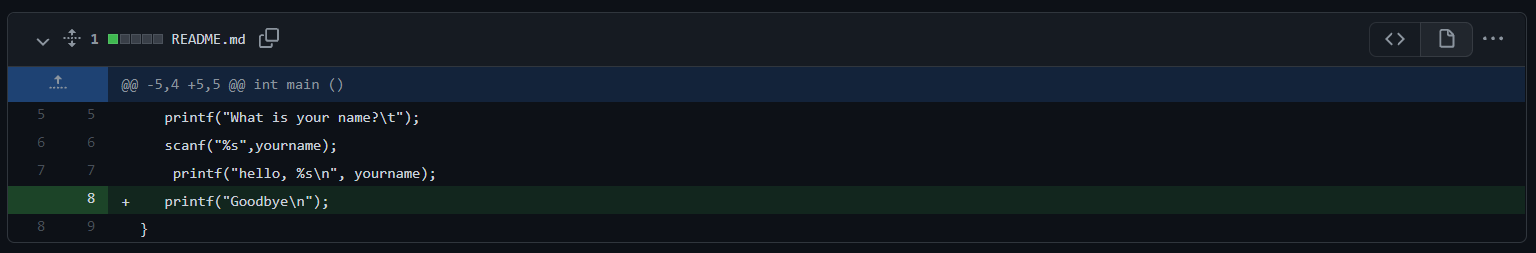 1 README.md
@@ -5,4 +5,5 @@ int main ()
5 5 printf("What is your name?\t");
6 6 scanf("%s",yourname);
7 7 printf("hello, %s\n", yourname);
8 + printf("Goodbye\n");
8 9 }